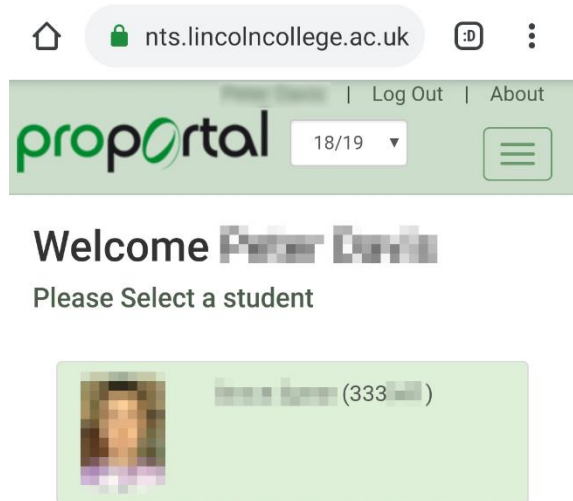 nts.lincolncollege.ac.uk :D
| Log Out | About
proportal 18/19
Welcome
Please Select a student
(333 )